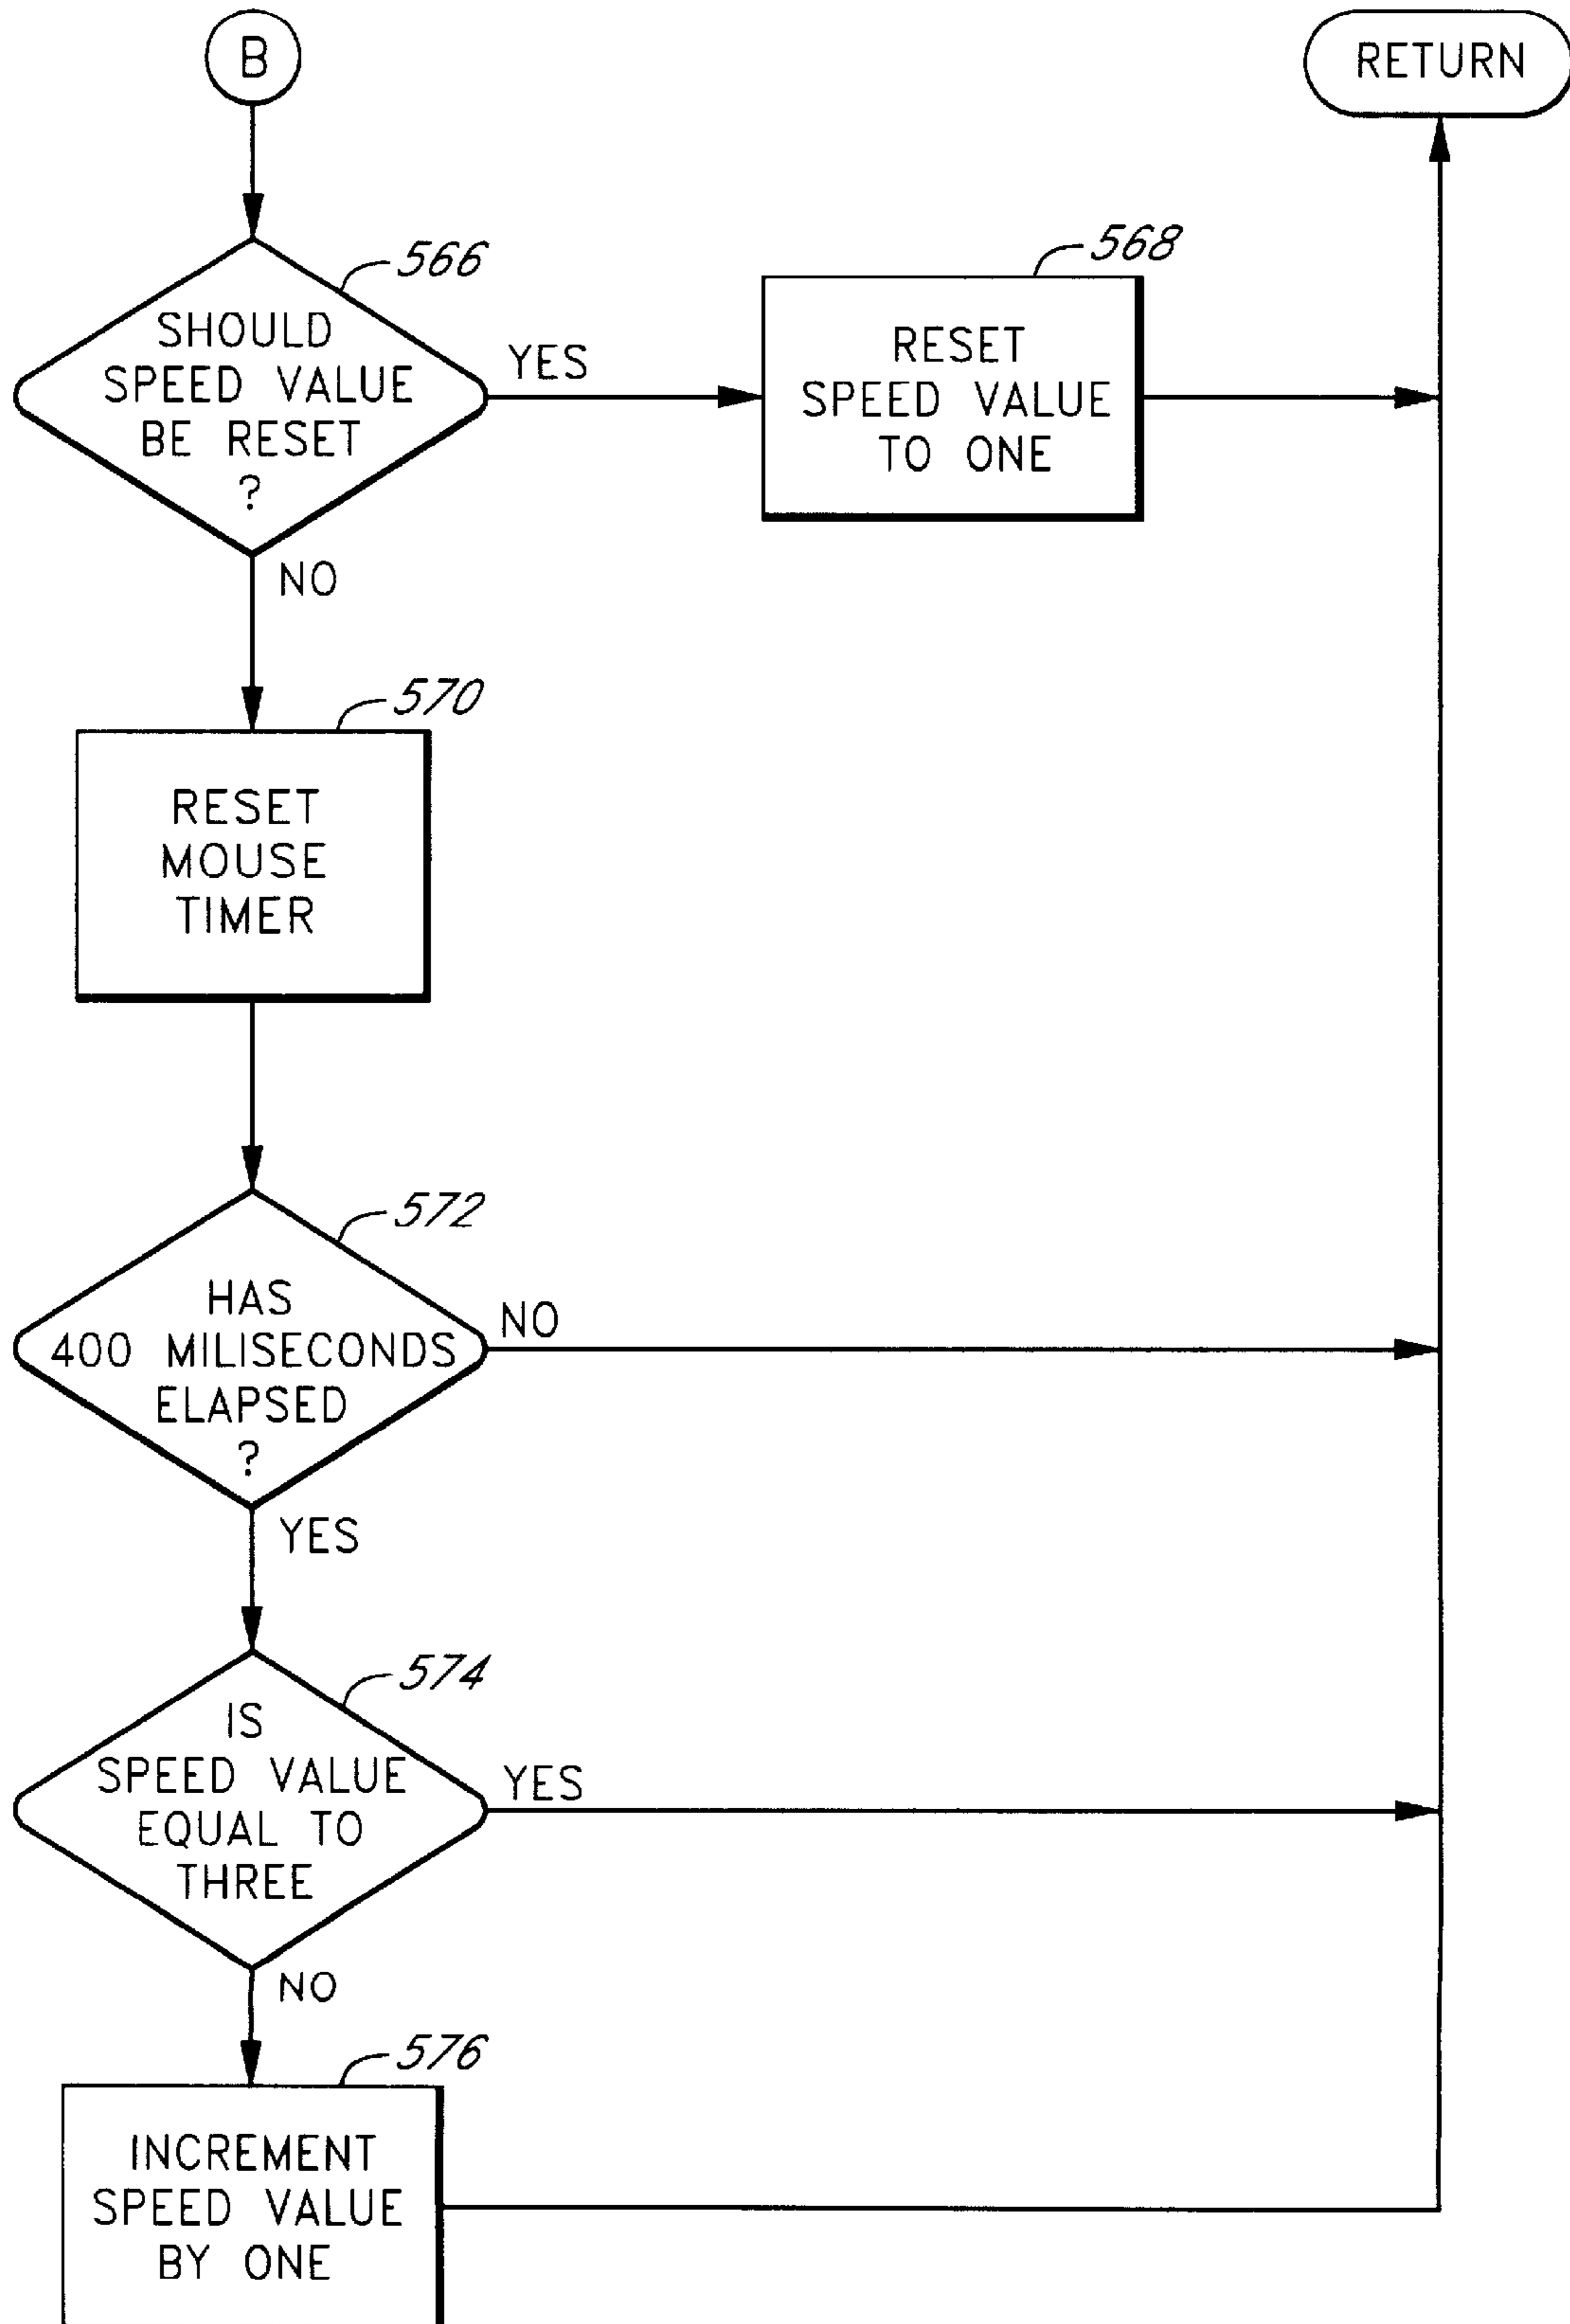 B
RETURN
566
SHOULD
SPEED VALUE
BE RESET
?
YES
568
RESET
SPEED VALUE
TO ONE
NO
570
RESET
MOUSE
TIMER
572
HAS
400 MILISECONDS
ELAPSED
?
NO
YES
574
IS
SPEED VALUE
EQUAL TO
THREE
YES
NO
576
INCREMENT
SPEED VALUE
BY ONE